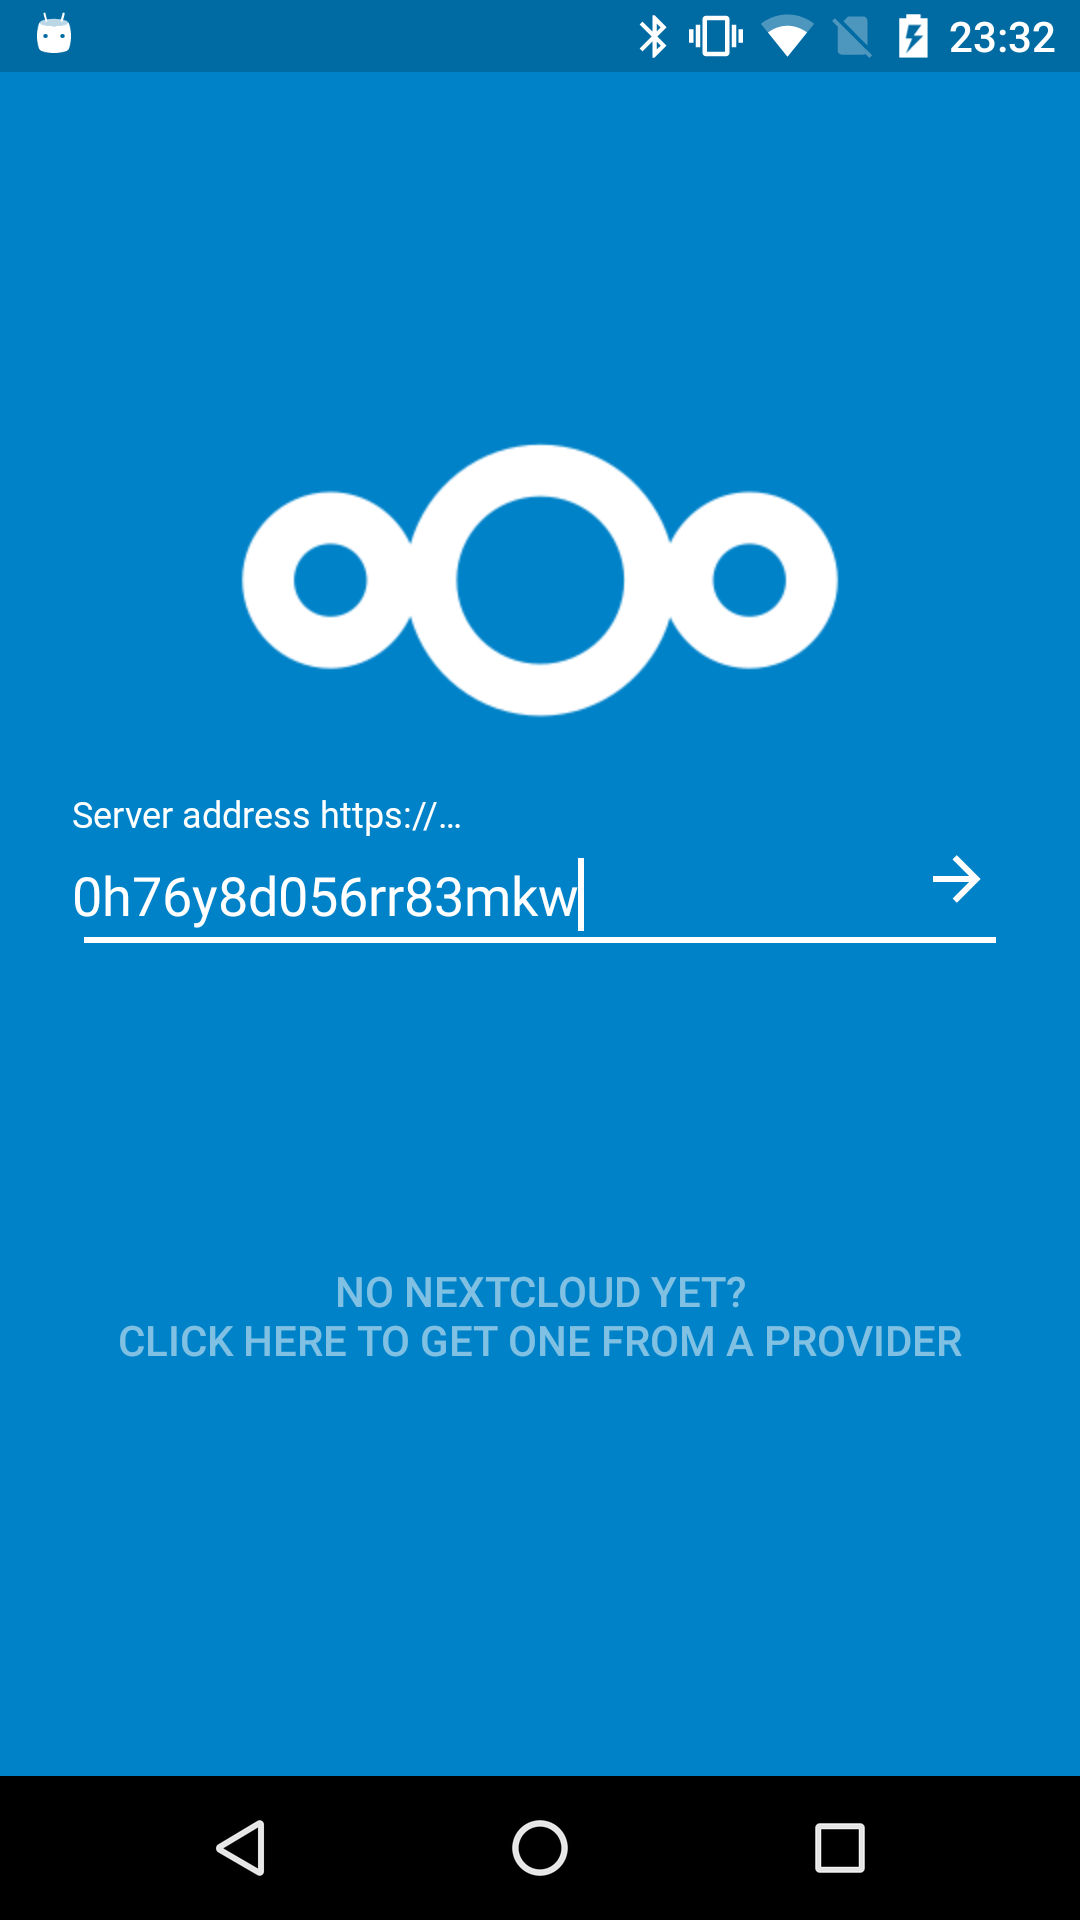 23:32
Server address https://…
0h76y8d056rr83mkw
NO NEXTCLOUD YET?
CLICK HERE TO GET ONE FROM A PROVIDER